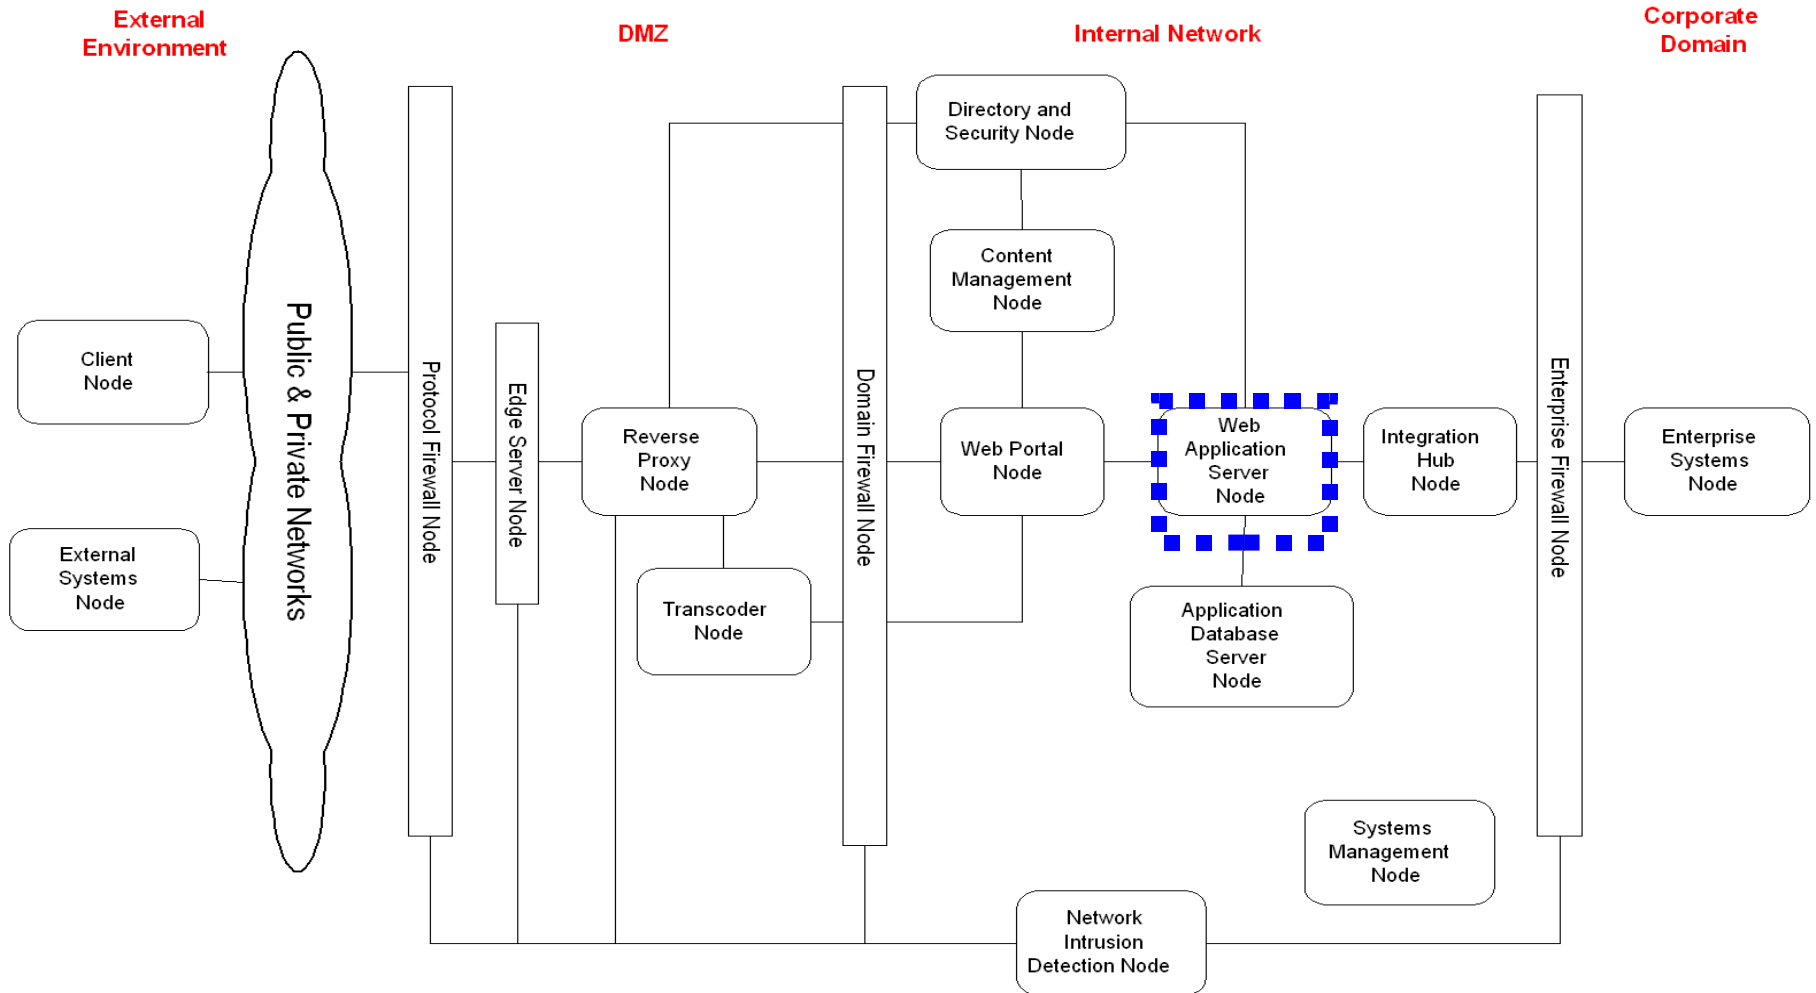 External
Environment
DMZ
Internal Network
Corporate
Domain
Directory and
Security Node
Content
Management
Node
Public & Private Networks
Client
Node
Protocol Firewall Node
Edge Server Node
Domain Firewall Node
Enterprise Firewall Node
Reverse
Proxy
Node
Web Portal
Node
Web
Application
Server
Node
Integration
Hub
Node
Enterprise
Systems
Node
External
Systems
Node
Transcoder
Node
Application
Database
Server
Node
Systems
Management
Node
Network
Intrusion
Detection Node